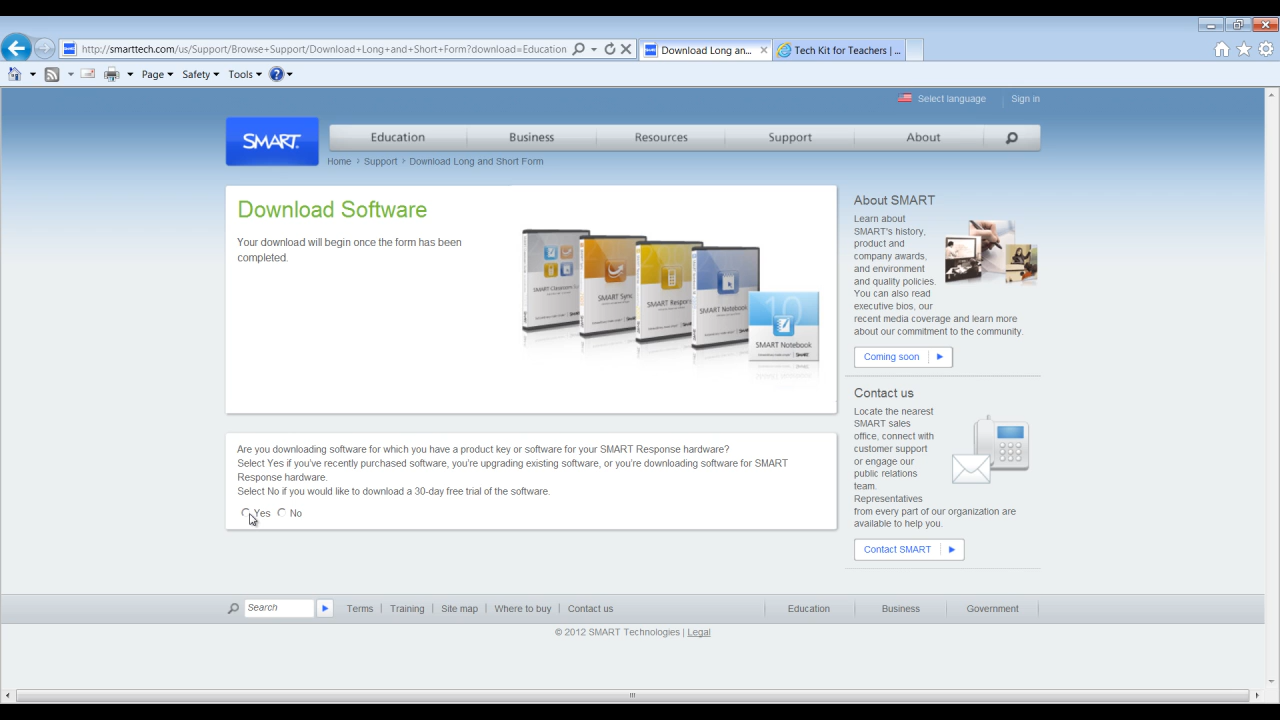 http://smarttech.com/us/Support/Browse+Support/Download+Long+and+Short+Form?download=Education
Download Long an...
Tech Kit for Teachers | ...
Page
Safety
Tools
Select language
Sign in
SMART
Education
Business
Resources
Support
About
Home > Support > Download Long and Short Form
Download Software
Your download will begin once the form has been
completed.
SMART Sync
SMART Notebook
SMART Notebook
About SMART
Learn about
SMART's history,
product and
company awards,
and environment
and quality policies.
You can also read
executive bios, our
recent media coverage and learn more
about our commitment to the community.
Coming soon
Contact us
Locate the nearest
SMART sales
office, connect with
customer support
or engage our
public relations
team.
Representatives
from every part of our organization are
available to help you.
Contact SMART
Are you downloading software for which you have a product key or software for your SMART Response hardware?
Select Yes if you've recently purchased software, you're upgrading existing software, or you're downloading software for SMART
Response hardware.
Select No if you would like to download a 30-day free trial of the software.
Yes No
Search
Terms | Training | Site map | Where to buy | Contact us
Education
Business
Government
© 2012 SMART Technologies | Legal